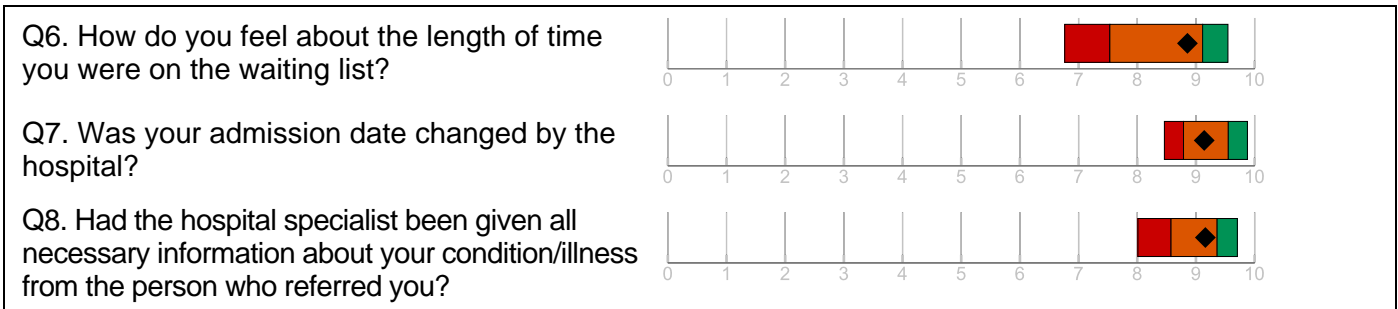 Q6. How do you feel about the length of time
you were on the waiting list?
0 1 2 3 4 5 6 7 8 9 10
Q7. Was your admission date changed by the
hospital?
0 1 2 3 4 5 6 7 8 9 10
Q8. Had the hospital specialist been given all
necessary information about your condition/illness
from the person who referred you?
0 1 2 3 4 5 6 7 8 9 10